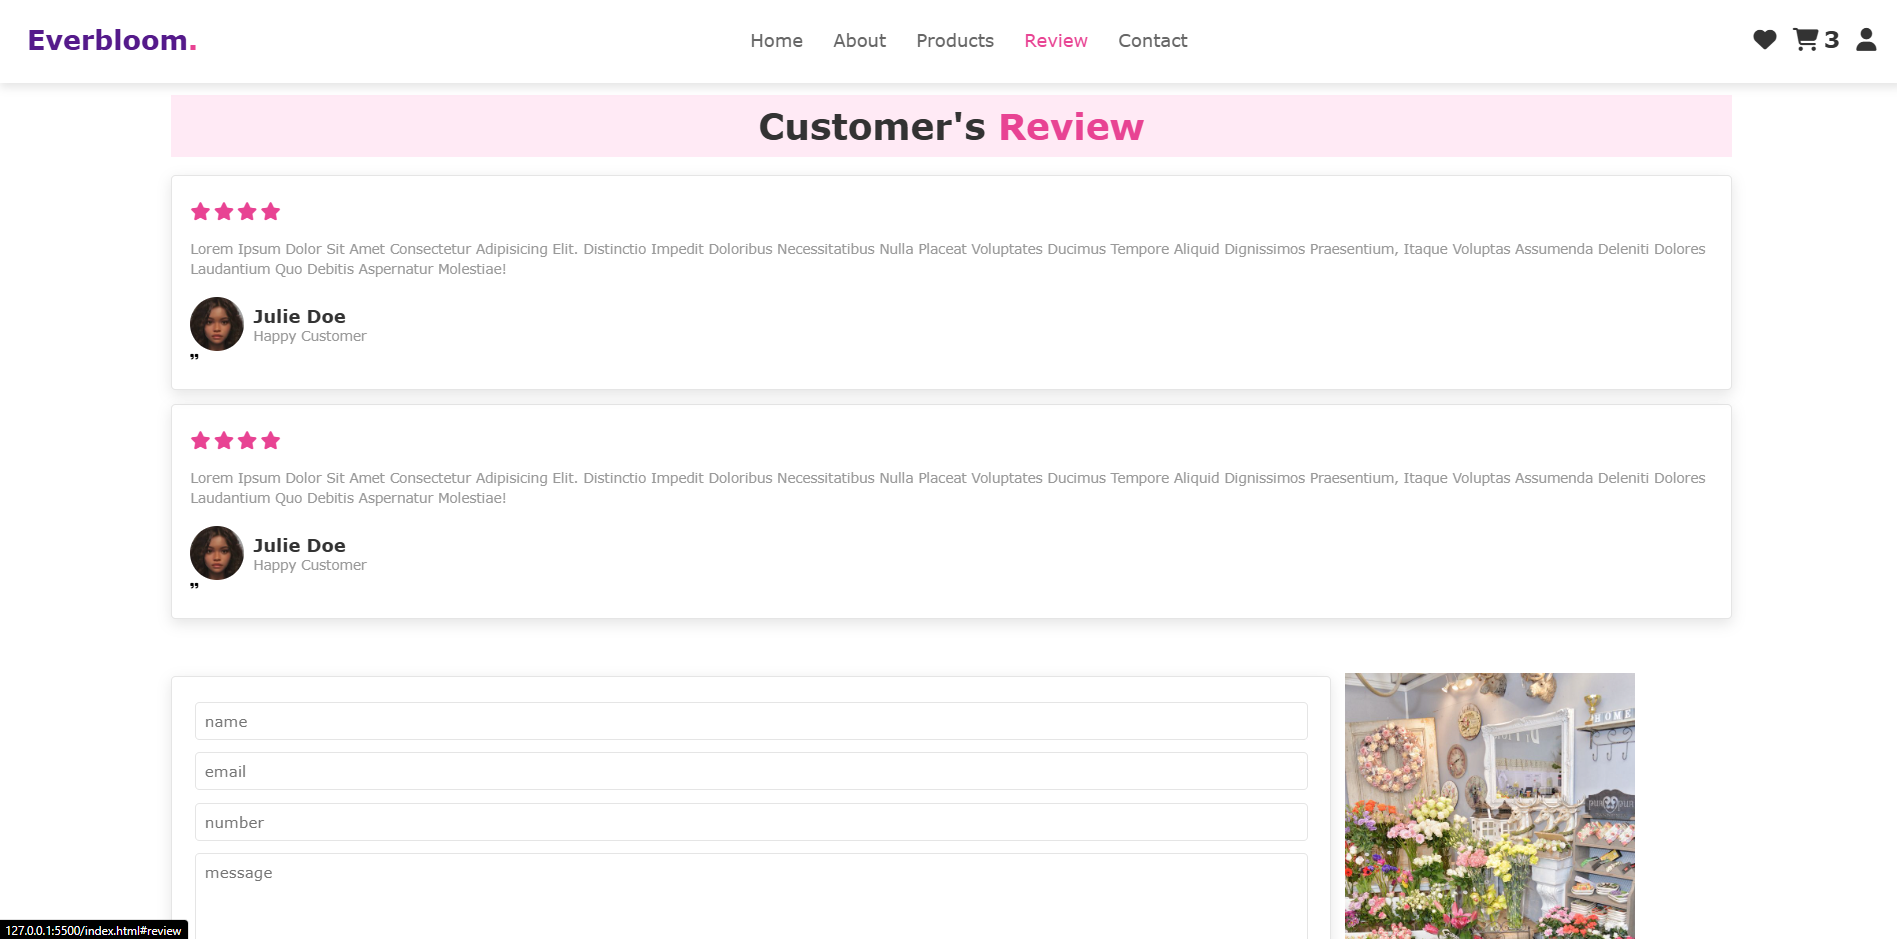 Everbloom.
Home About Products Review Contact
3
Customer's Review
Lorem Ipsum Dolor Sit Amet Consectetur Adipisicing Elit. Distinctio Impedit Doloribus Necessitatibus Nulla Placeat Voluptates Ducimus Tempore Aliquid Dignissimos Praesentium, Itaque Voluptas Assumenda Deleniti Dolores
Laudantium Quo Debitis Aspernatur Molestiae!
Julie Doe
Happy Customer
”
Lorem Ipsum Dolor Sit Amet Consectetur Adipisicing Elit. Distinctio Impedit Doloribus Necessitatibus Nulla Placeat Voluptates Ducimus Tempore Aliquid Dignissimos Praesentium, Itaque Voluptas Assumenda Deleniti Dolores
Laudantium Quo Debitis Aspernatur Molestiae!
Julie Doe
Happy Customer
”
name
email
number
message
HOME
127.0.0.1:5500/index.html#review